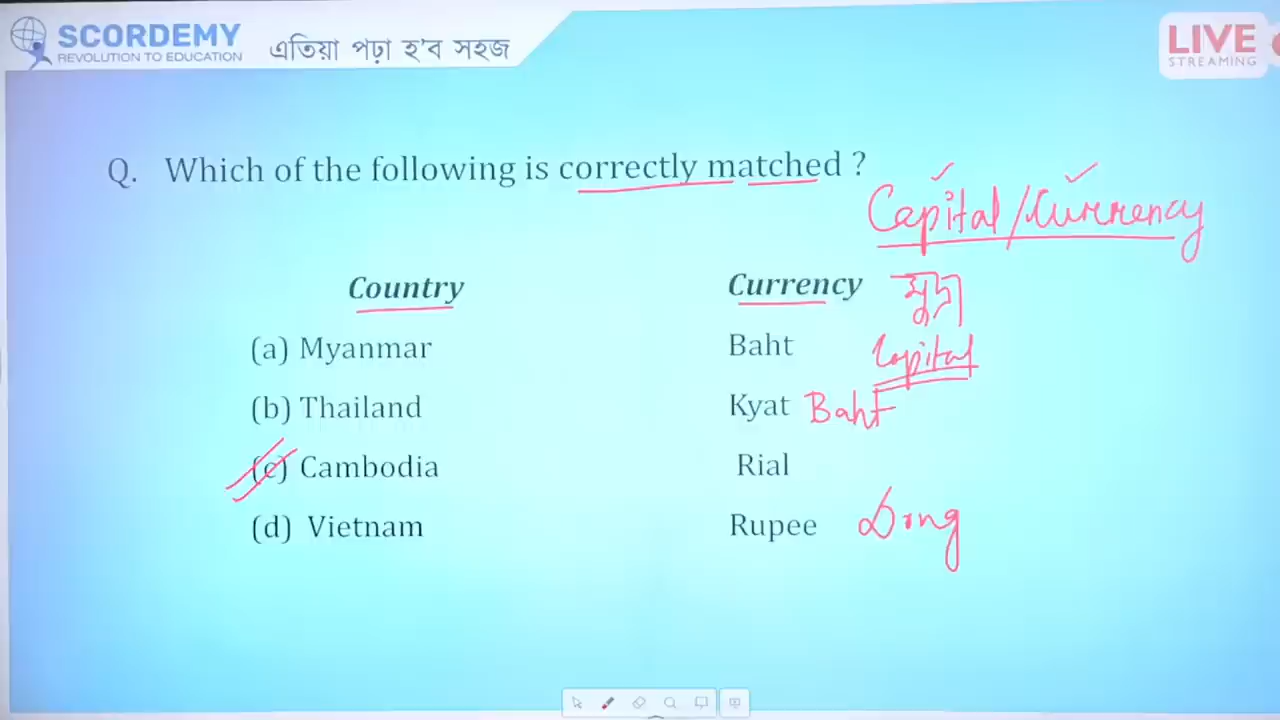 SCORDEMY
REVOLUTION TO EDUCATION
এতিয়া পঢ়া হ'ব সহজ
LIVE
STREAMING
Q. Which of the following is correctly matched ?
Capital/Currency
Country Currency মুদ্ৰা
(a) Myanmar Baht Capital
(b) Thailand Kyat Baht
(c) Cambodia Rial
(d) Vietnam Rupee Dong